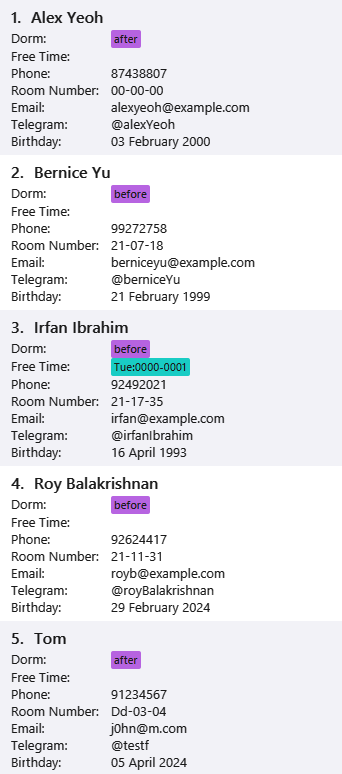 1. Alex Yeoh
Dorm: after
Free Time:
Phone: 87438807
Room Number: 00-00-00
Email: alexyeoh@example.com
Telegram: @alexYeoh
Birthday: 03 February 2000
2. Bernice Yu
Dorm: before
Free Time:
Phone: 99272758
Room Number: 21-07-18
Email: berniceyu@example.com
Telegram: @berniceYu
Birthday: 21 February 1999
3. Irfan Ibrahim
Dorm: before
Free Time: Tue:0000-0001
Phone: 92492021
Room Number: 21-17-35
Email: irfan@example.com
Telegram: @irfanIbrahim
Birthday: 16 April 1993
4. Roy Balakrishnan
Dorm: before
Free Time:
Phone: 92624417
Room Number: 21-11-31
Email: royb@example.com
Telegram: @royBalakrishnan
Birthday: 29 February 2024
5. Tom
Dorm: after
Free Time:
Phone: 91234567
Room Number: Dd-03-04
Email: j0hn@m.com
Telegram: @testf
Birthday: 05 April 2024